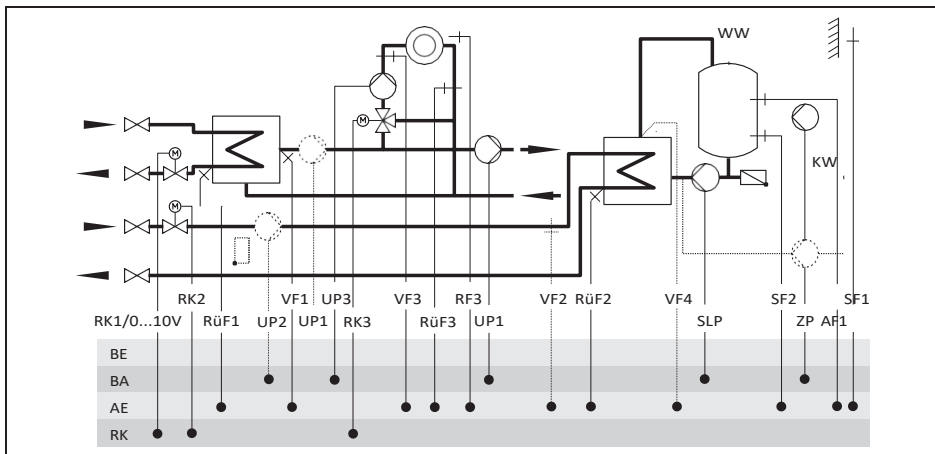 WW
M
KW
M
M
RK2 VF1 UP3 VF3 RF3 VF2 RüF2 VF4 SF2 SF1
RK1/0...10V RüF1 UP2 UP1 RK3 RüF3 UP1 SLP ZP AF1
BE
BA
AE
RK